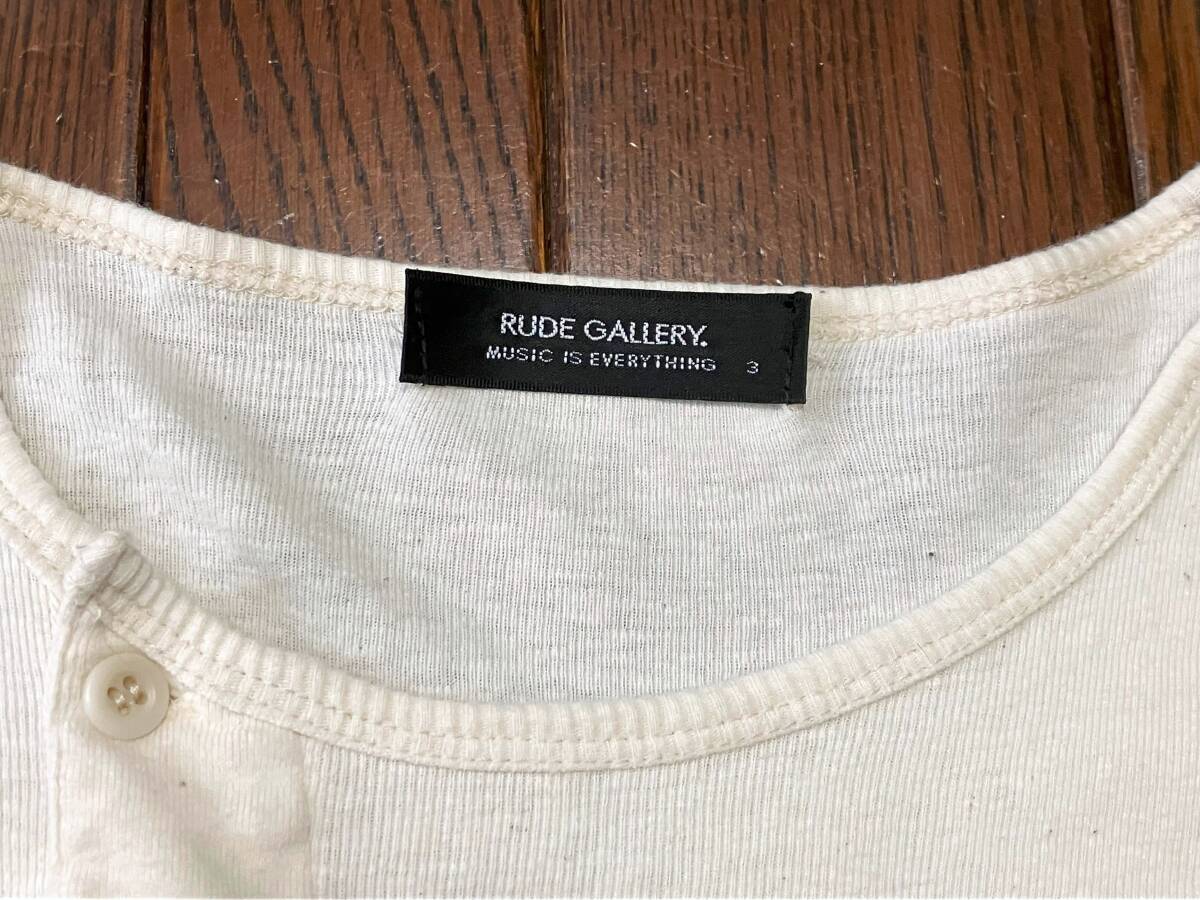 RUDE GALLERY.
MUSIC IS EVERYTHING 3